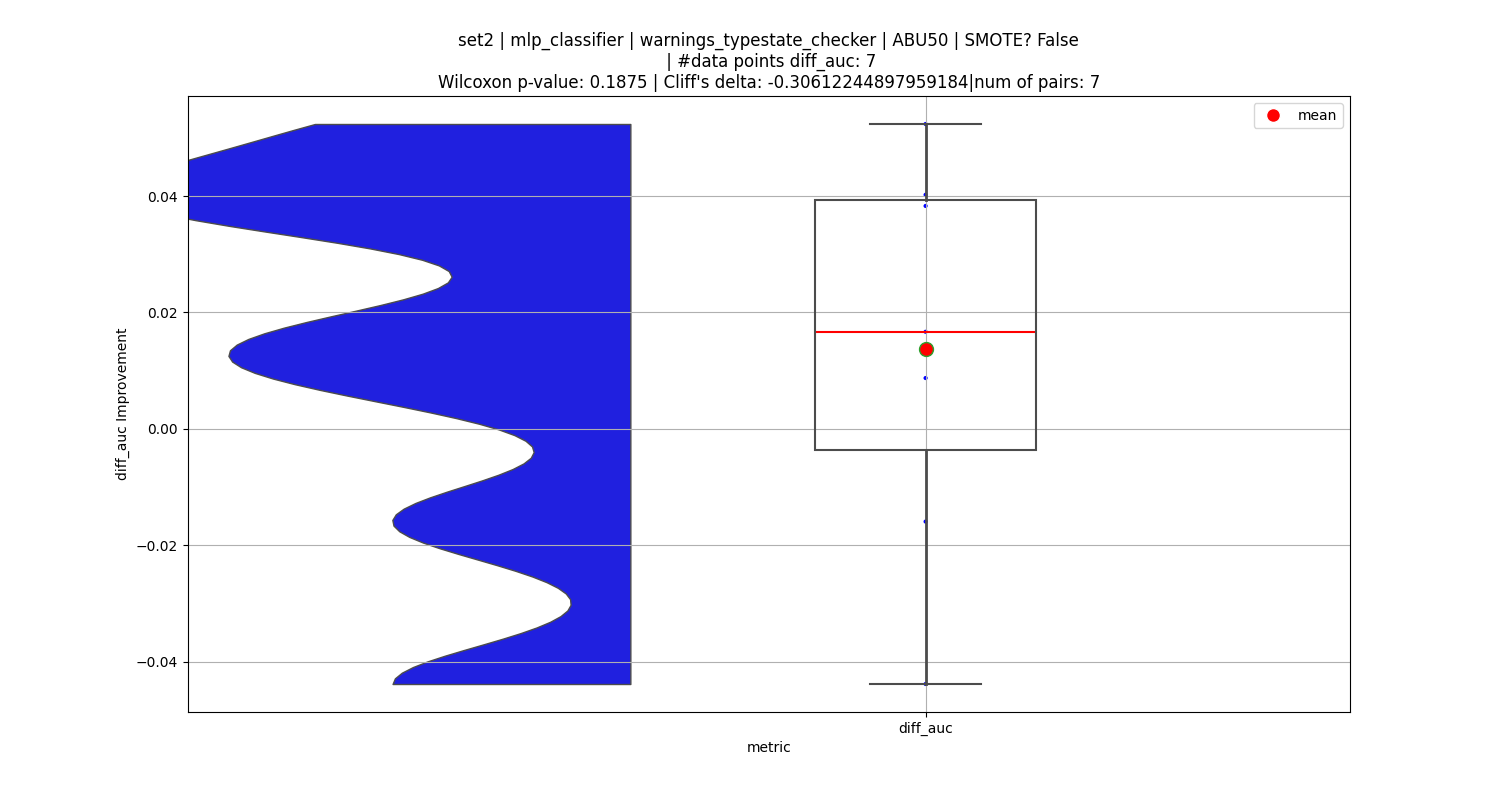 set2 | mlp_classifier | warnings_typestate_checker | ABU50 | SMOTE? False
| #data points diff_auc: 7
Wilcoxon p-value: 0.1875 | Cliff's delta: -0.30612244897959184|num of pairs: 7
mean
0.04
0.02
0.00
−0.02
−0.04
diff_auc Improvement
diff_auc
metric